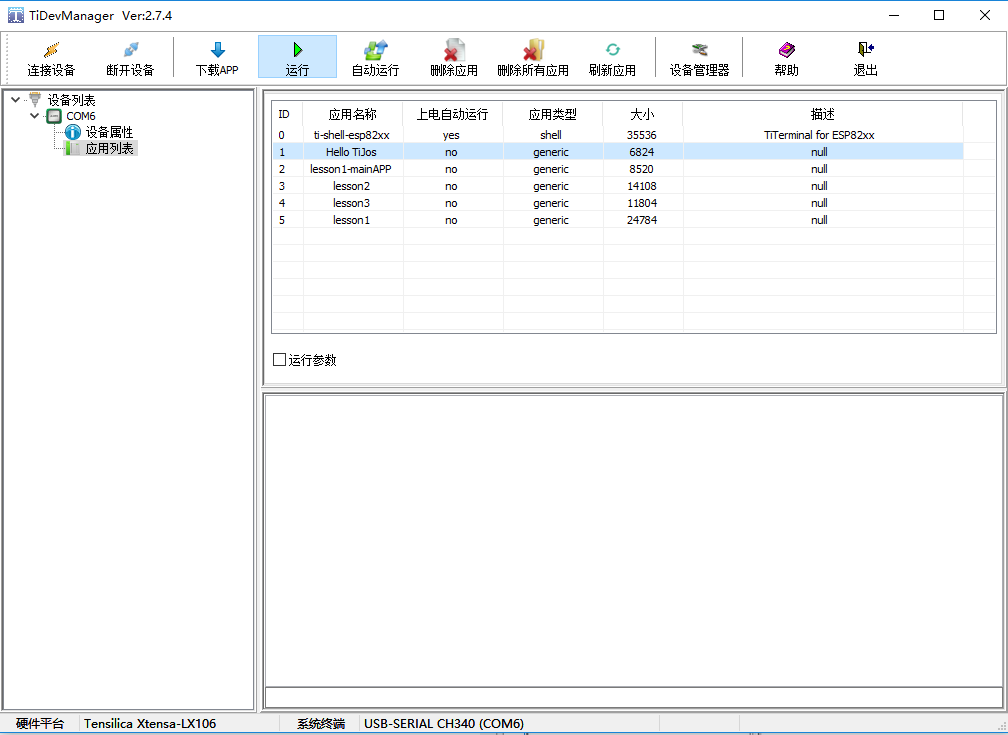 TiDevManager Ver:2.7.4
连接设备 断开设备 下载APP 运行 自动运行 删除应用 删除所有应用 刷新应用 设备管理器 帮助 退出
设备列表
COM6
设备属性
应用列表
ID 应用名称 上电自动运行 应用类型 大小 描述
0 ti-shell-esp82xx yes shell 35536 TiTerminal for ESP82xx
1 Hello TiJos no generic 6824 null
2 lesson1-mainAPP no generic 8520 null
3 lesson2 no generic 14108 null
4 lesson3 no generic 11804 null
5 lesson1 no generic 24784 null
运行参数
硬件平台 Tensilica Xtensa-LX106 系统终端 USB-SERIAL CH340 (COM6)